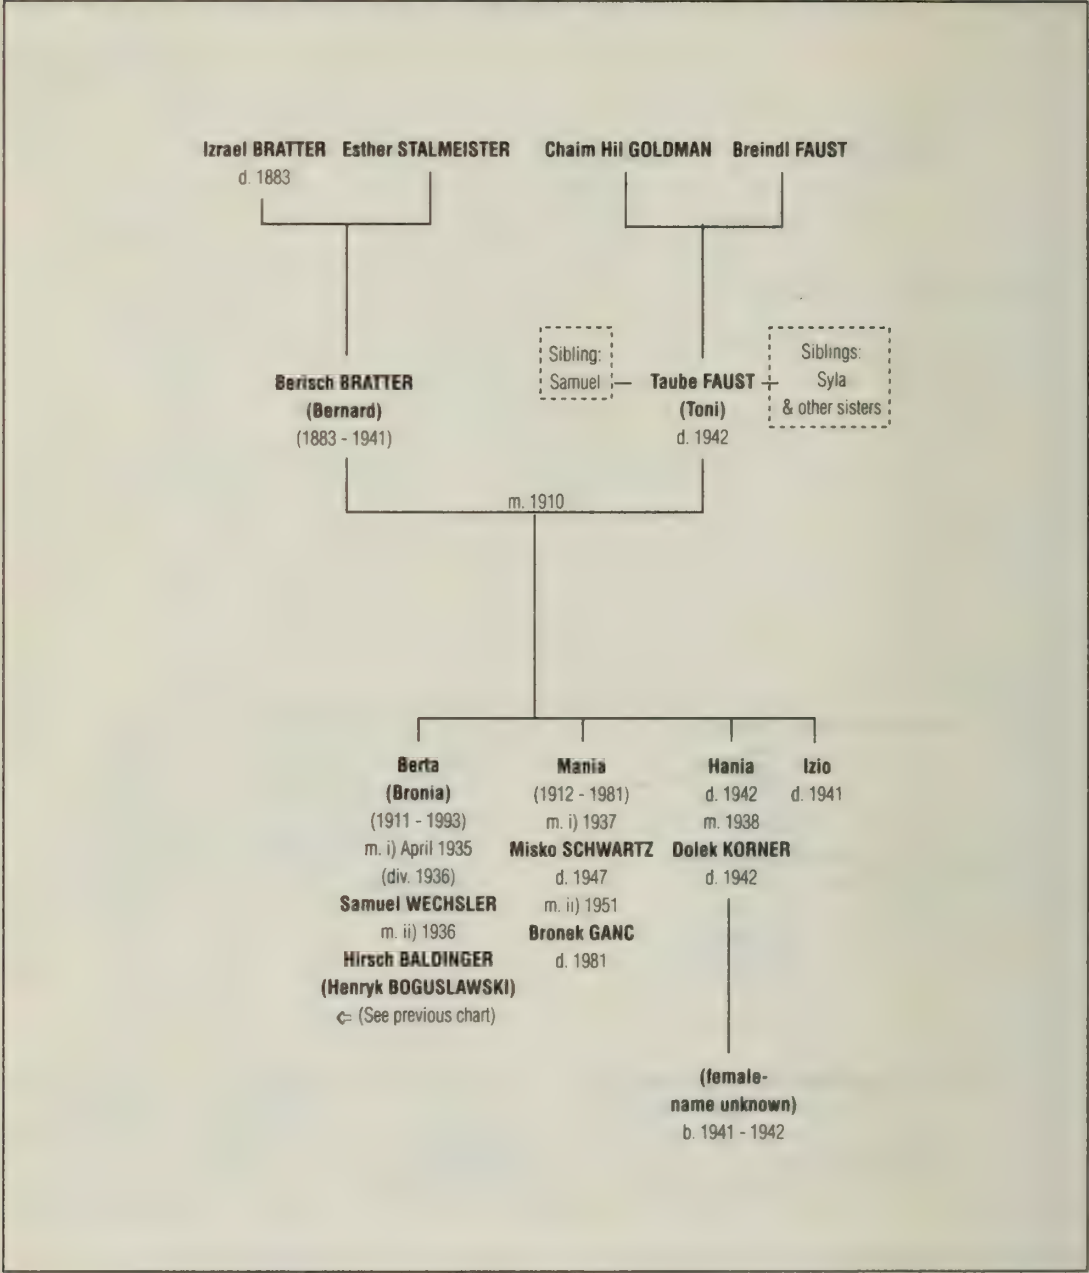 Izrael BRATTER
d. 1883
Esther STALMEISTER
Chaim Hil GOLDMAN
Breindl FAUST
Berisch BRATTER
(Bernard)
(1883 - 1941)
Sibling:
Samuel
Taube FAUST
(Toni)
d. 1942
Siblings:
Syla
& other sisters
m. 1910
Berta
(Bronia)
(1911 - 1993)
m. i) April 1935
(div. 1936)
Samuel WECHSLER
m. ii) 1936
Hirsch BALDINGER
(Henryk BOGUSLAWSKI)
⇦ (See previous chart)
Mania
(1912 - 1981)
m. i) 1937
Misko SCHWARTZ
d. 1947
m. ii) 1951
Bronek GANC
d. 1981
Hania
d. 1942
m. 1938
Dolek KORNER
d. 1942
(female-
name unknown)
b. 1941 - 1942
Izio
d. 1941